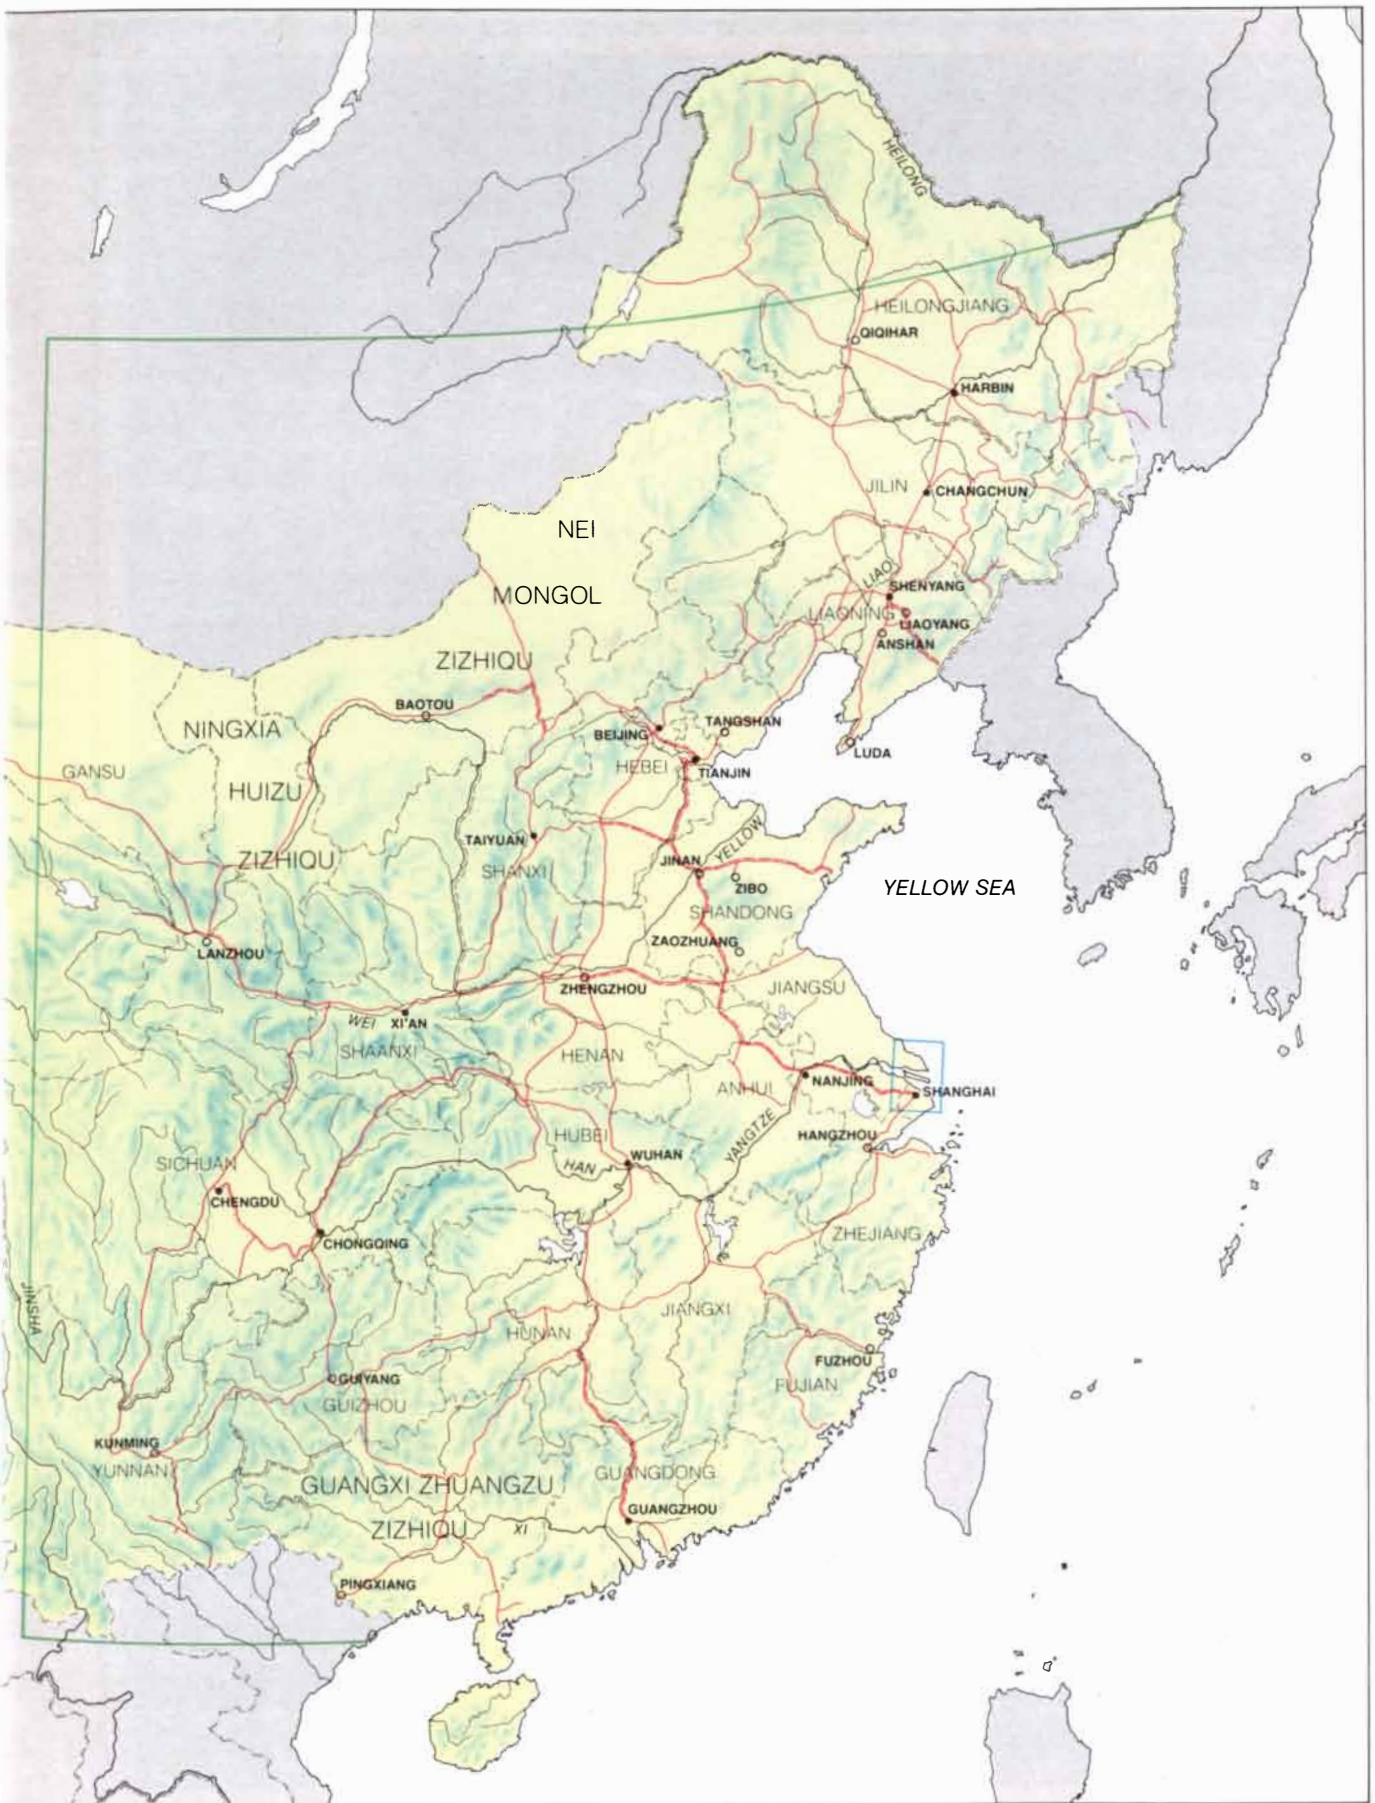 HEILONG
HEILONGJIANG
QIQIHAR
HARBIN
JILIN
CHANGCHUN
NEI
MONGOL
ZIZHIQU
LIAO
SHENYANG
LIAONING
LIAOYANG
ANSHAN
BAOTOU
NINGXIA
HUIZU
ZIZHIQU
GANSU
BEIJING
TANGSHAN
HEBEI
TIANJIN
LUDA
TAIYUAN
SHANXI
JINAN
YELLOW
ZIBO
SHANDONG
YELLOW SEA
ZAOZHUANG
LANZHOU
ZHENGZHOU
JIANGSU
WEI
XI'AN
SHAANXI
HENAN
ANHUI
NANJING
SHANGHAI
HUBEI
HAN
WUHAN
YANGTZE
HANGZHOU
SICHUAN
CHENGDU
CHONGQING
ZHEJIANG
JINSHA
JIANGXI
HUNAN
FUZHOU
FUJIAN
GUIYANG
GUIZHOU
KUNMING
YUNNAN
GUANGXI ZHUANGZU
ZIZHIQU
XI
GUANGDONG
GUANGZHOU
PINGXIANG